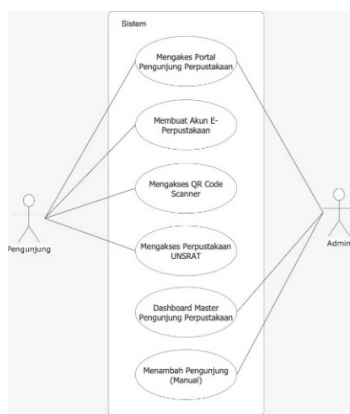 Sistem
Mengakes Portal
Pengunjung Perpustakaan
Membuat Akun E-
Perpustakaan
Mengakses QR Code
Scanner
Mengakses Perpustakaan
UNSRAT
Dashboard Master
Pengunjung Perpustakaan
Menambah Pengunjung
(Manual)
Pengunjung
Admin